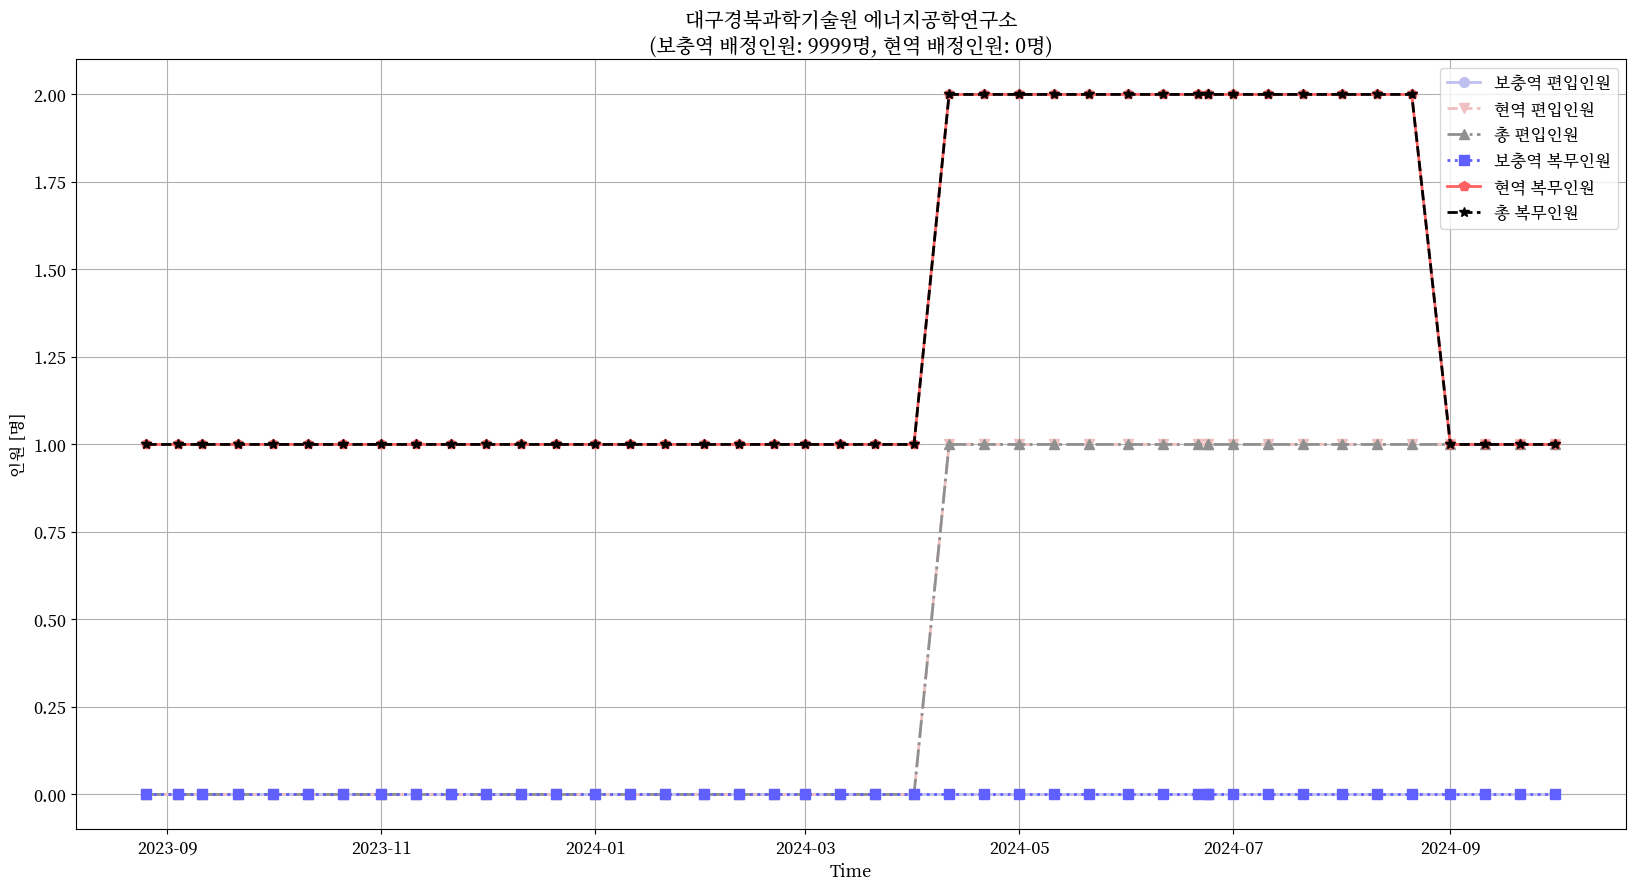 대구경북과학기술원 에너지공학연구소
(보충역 배정인원: 9999명, 현역 배정인원: 0명)
보충역 편입인원
현역 편입인원
총 편입인원
보충역 복무인원
현역 복무인원
총 복무인원
2.00
1.75
1.50
1.25
1.00
0.75
0.50
0.25
0.00
인원 [명]
2023-09
2023-11
2024-01
2024-03
2024-05
2024-07
2024-09
Time